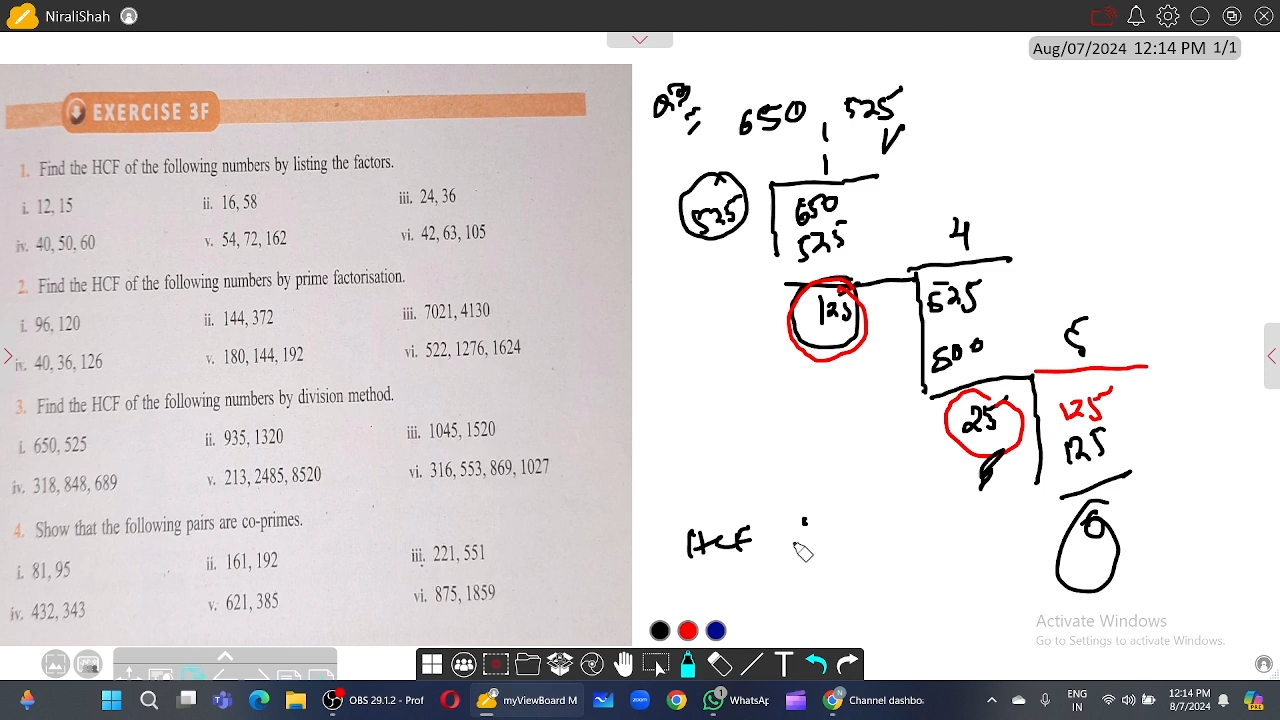 NiraliShah
Aug/07/2024 12:14 PM 1/1
EXERCISE 3F
1. Find the HCF of the following numbers by listing the factors.
i. 12, 15 ii. 16, 58 iii. 24, 36
iv. 40, 50, 60 v. 54, 72, 162 vi. 42, 63, 105
2. Find the HCF of the following numbers by prime factorisation.
i. 96, 120 ii. 144, 372 iii. 7021, 4130
iv. 40, 36, 126 v. 180, 144, 192 vi. 522, 1276, 1624
3. Find the HCF of the following numbers by division method.
i. 650, 525 ii. 935, 1320 iii. 1045, 1520
iv. 318, 848, 689 v. 213, 2485, 8520 vi. 316, 553, 869, 1027
4. Show that the following pairs are co-primes.
i. 81, 95 ii. 161, 192 iii. 221, 551
iv. 432, 343 v. 621, 385 vi. 875, 1859
650 525
1
525 650
525
4
125 525
500
5
25 125
125
0
HCF
Activate Windows
Go to Settings to activate Windows.
T
OBS 29.12 - Prof
myViewBoard M
zoom
1
WhatsAp
N
Channel dashbo
ENG
IN
12:14 PM
8/7/2024